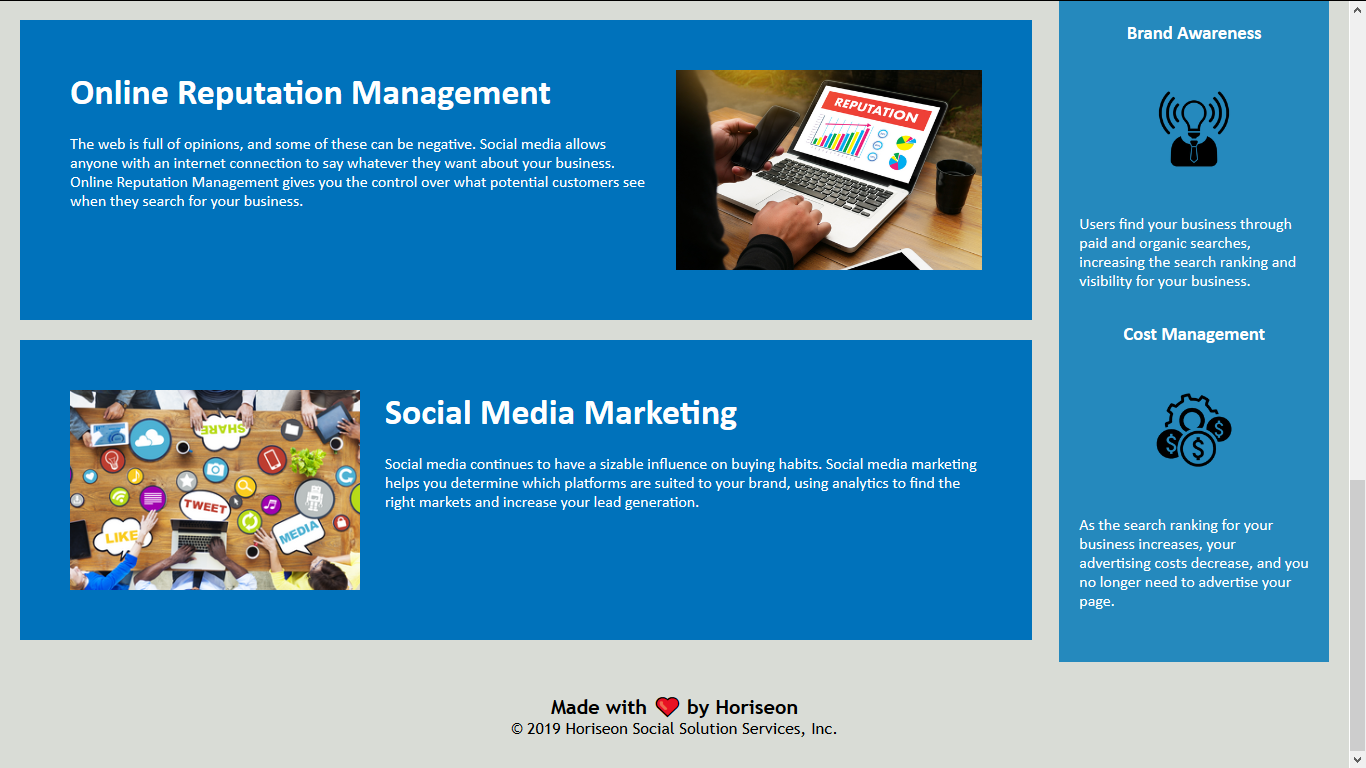 Online Reputation Management
The web is full of opinions, and some of these can be negative. Social media allows
anyone with an internet connection to say whatever they want about your business.
Online Reputation Management gives you the control over what potential customers see
when they search for your business.
REPUTATION
Social Media Marketing
Social media continues to have a sizable influence on buying habits. Social media marketing
helps you determine which platforms are suited to your brand, using analytics to find the
right markets and increase your lead generation.
SHARE
TWEET
LIKE
MEDIA
Brand Awareness
Users find your business through
paid and organic searches,
increasing the search ranking and
visibility for your business.
Cost Management
$ $ $
As the search ranking for your
business increases, your
advertising costs decrease, and you
no longer need to advertise your
page.
Made with ❤️ by Horiseon
© 2019 Horiseon Social Solution Services, Inc.